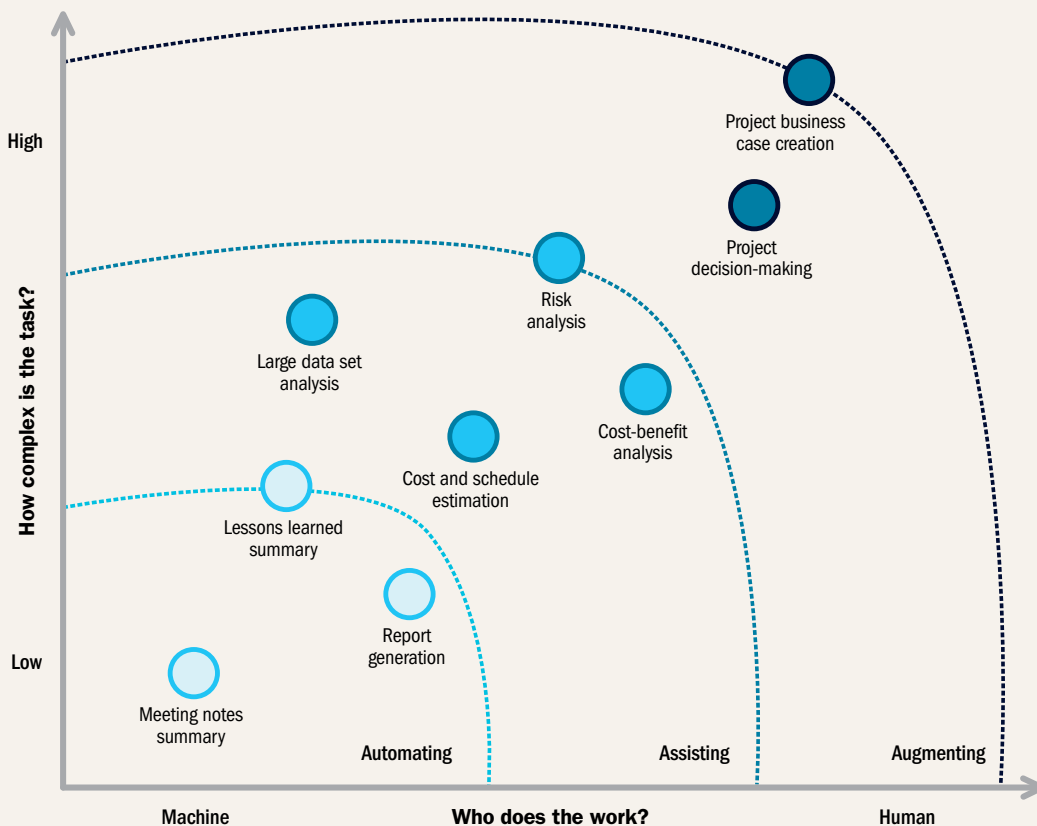 How complex is the task?
High
Low
Project business
case creation
Project
decision-making
Risk
analysis
Large data set
analysis
Cost-benefit
analysis
Cost and schedule
estimation
Lessons learned
summary
Report
generation
Meeting notes
summary
Automating
Assisting
Augmenting
Machine
Who does the work?
Human